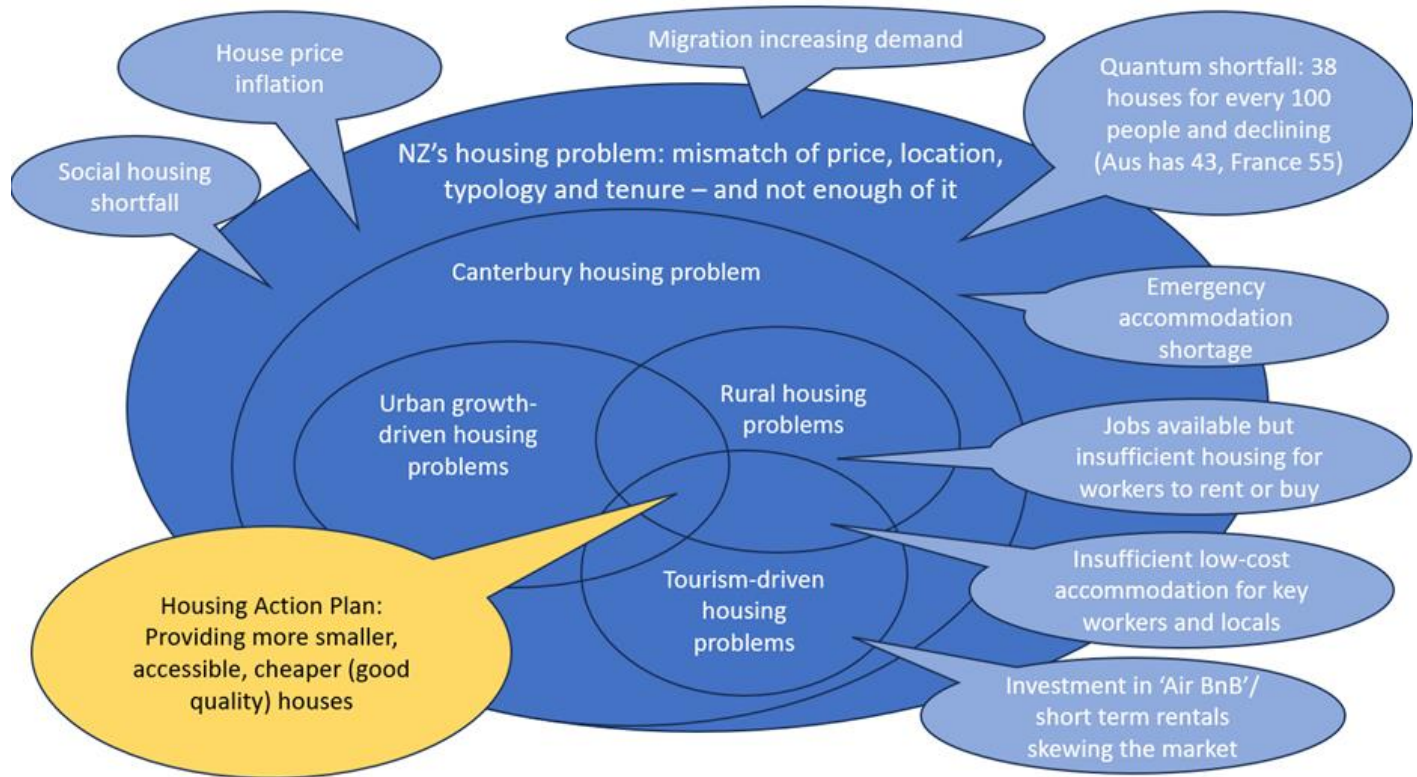 House price
inflation
Migration increasing demand
Quantum shortfall: 38
houses for every 100
people and declining
(Aus has 43, France 55)
Social housing
shortfall
NZ's housing problem: mismatch of price, location,
typology and tenure – and not enough of it
Canterbury housing problem
Emergency
accommodation
shortage
Urban growth-
driven housing
problems
Rural housing
problems
Jobs available but
insufficient housing for
workers to rent or buy
Tourism-driven
housing
problems
Insufficient low-cost
accommodation for key
workers and locals
Housing Action Plan:
Providing more smaller,
accessible, cheaper (good
quality) houses
Investment in ‘Air BnB’/
short term rentals
skewing the market